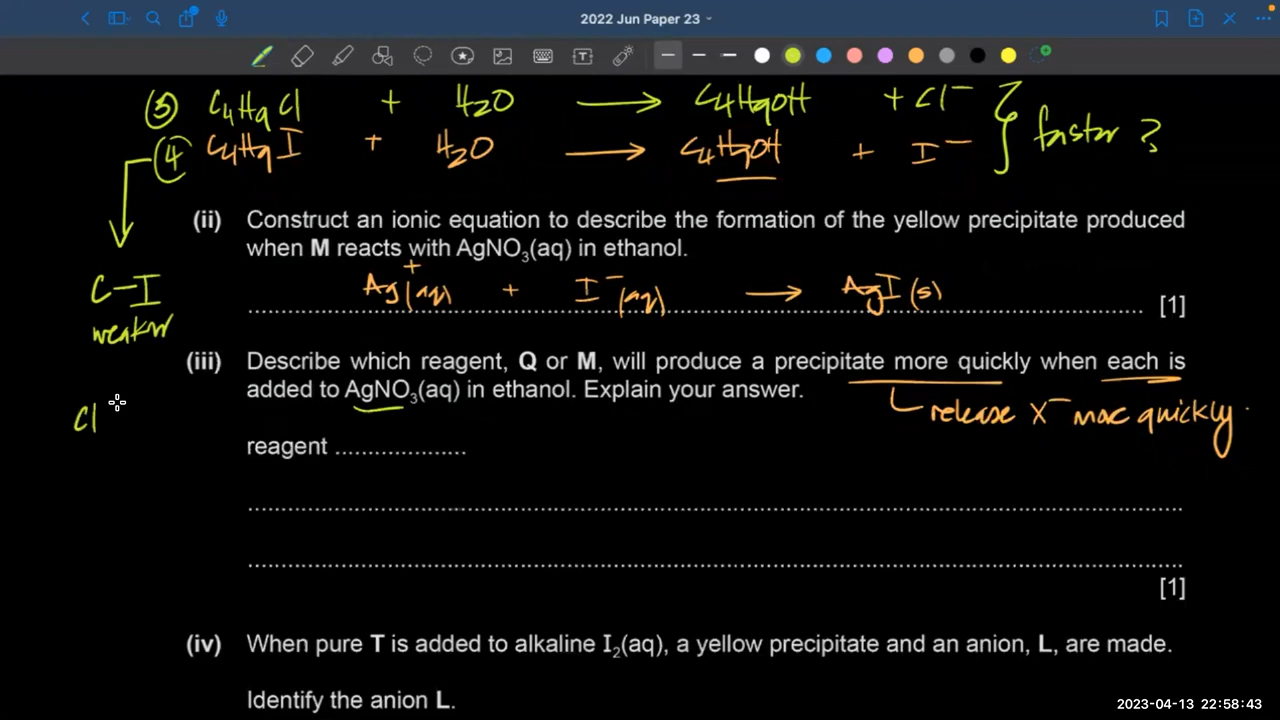 2022 Jun Paper 23
③ C4H9Cl + H2O → C4H9OH + Cl⁻
④ C4H9I + H2O → C4H9OH + I⁻ } faster ?
(ii) Construct an ionic equation to describe the formation of the yellow precipitate produced
when M reacts with AgNO₃(aq) in ethanol.
C–I
weaker
Ag⁺(aq) + I⁻(aq) → AgI(s)
[1]
(iii) Describe which reagent, Q or M, will produce a precipitate more quickly when each is
added to AgNO₃(aq) in ethanol. Explain your answer.
release X⁻ more quickly.
Cl
reagent ....................
[1]
(iv) When pure T is added to alkaline I₂(aq), a yellow precipitate and an anion, L, are made.
Identify the anion L.
2023-04-13 22:58:43